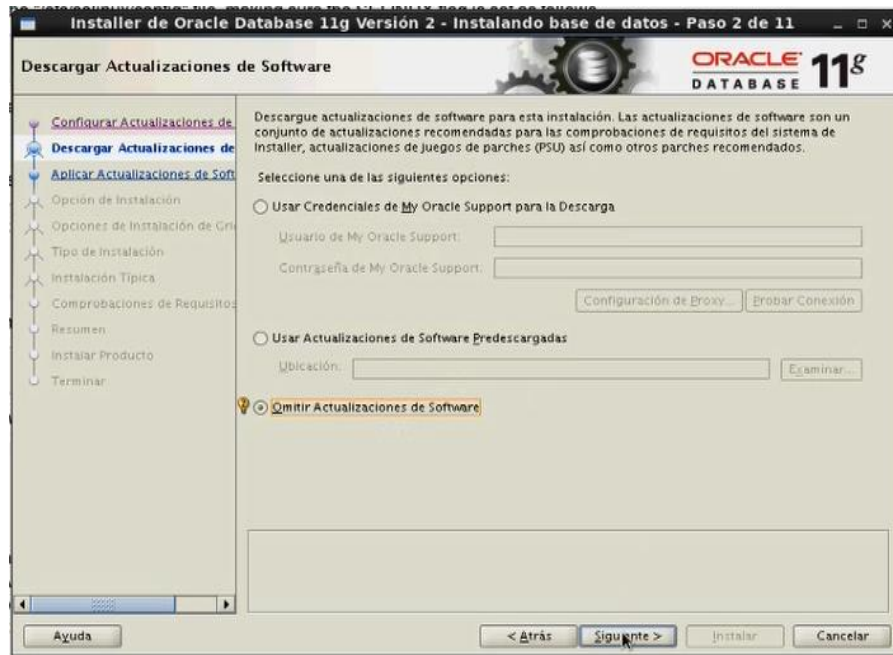 Installer de Oracle Database 11g Versión 2 - Instalando base de datos - Paso 2 de 11
Descargar Actualizaciones de Software
ORACLE
DATABASE
11g
Configurar Actualizaciones de
Descargar Actualizaciones de
Aplicar Actualizaciones de Soft
Opción de Instalación
Opciones de Instalación de Gri
Tipo de Instalación
Instalación Típica
Comprobaciones de Requisitos
Resumen
Instalar Producto
Terminar
Descargue actualizaciones de software para esta instalación. Las actualizaciones de software son un
conjunto de actualizaciones recomendadas para las comprobaciones de requisitos del sistema de
Installer, actualizaciones de juegos de parches (PSU) así como otros parches recomendados.
Seleccione una de las siguientes opciones:
Usar Credenciales de My Oracle Support para la Descarga
Usuario de My Oracle Support:
Contraseña de My Oracle Support:
Configuración de Proxy... Probar Conexión
Usar Actualizaciones de Software Predescargadas
Ubicación: Examinar...
Omitir Actualizaciones de Software
Ayuda < Atrás Siguiente > Instalar Cancelar